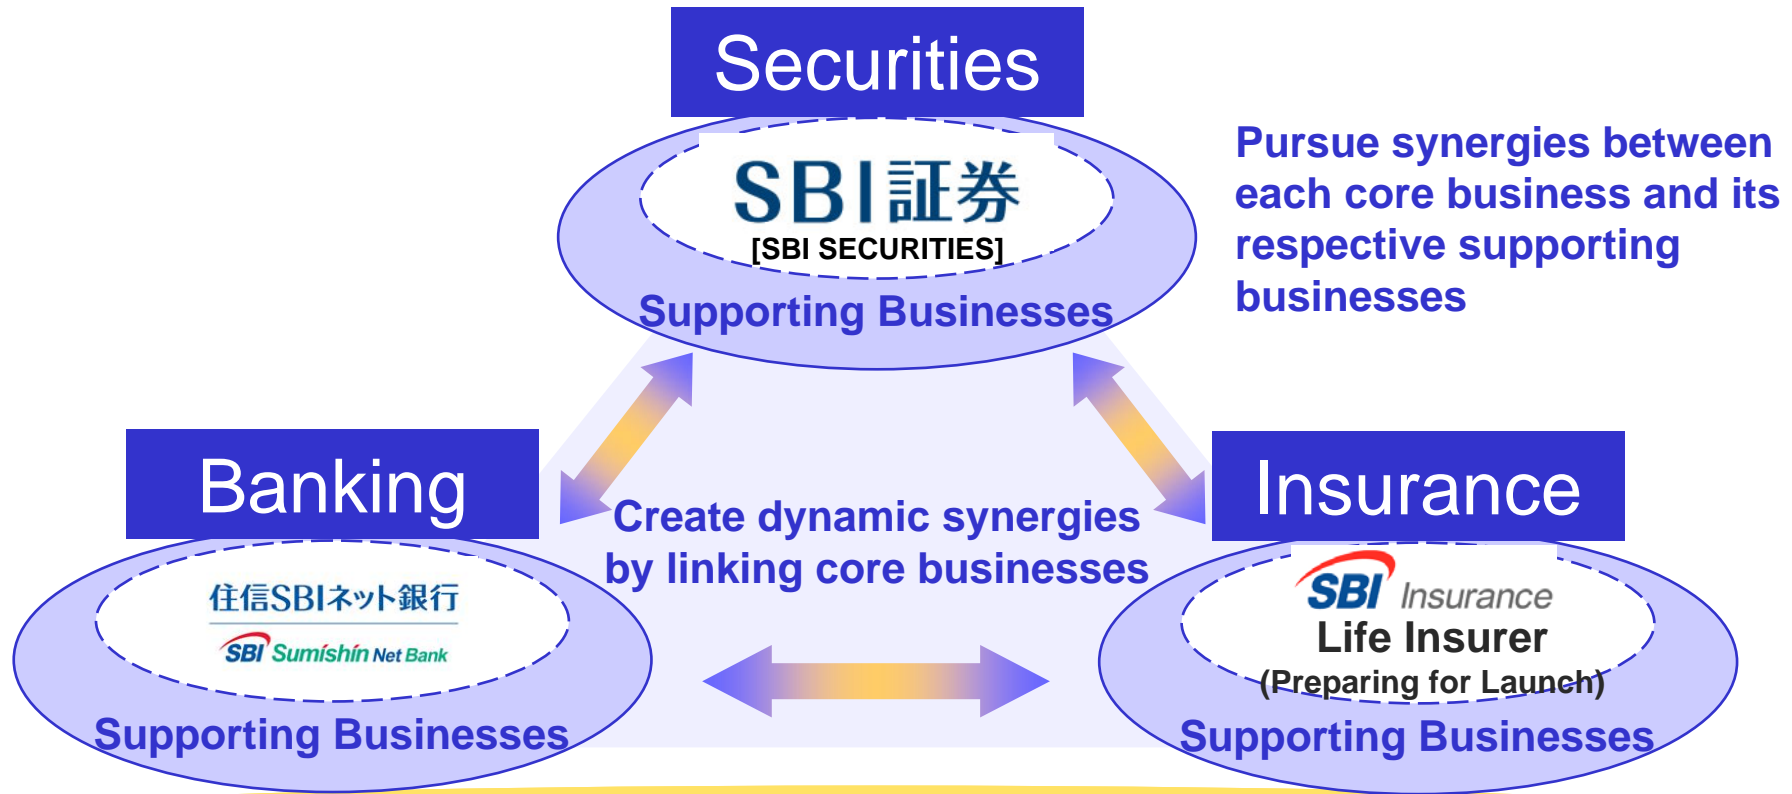 Securities
SBI証券
[SBI SECURITIES]
Supporting Businesses
Pursue synergies between
each core business and its
respective supporting
businesses
Banking
住信SBIネット銀行
SBI Sumishin Net Bank
Supporting Businesses
Create dynamic synergies
by linking core businesses
Insurance
SBI Insurance
Life Insurer
(Preparing for Launch)
Supporting Businesses